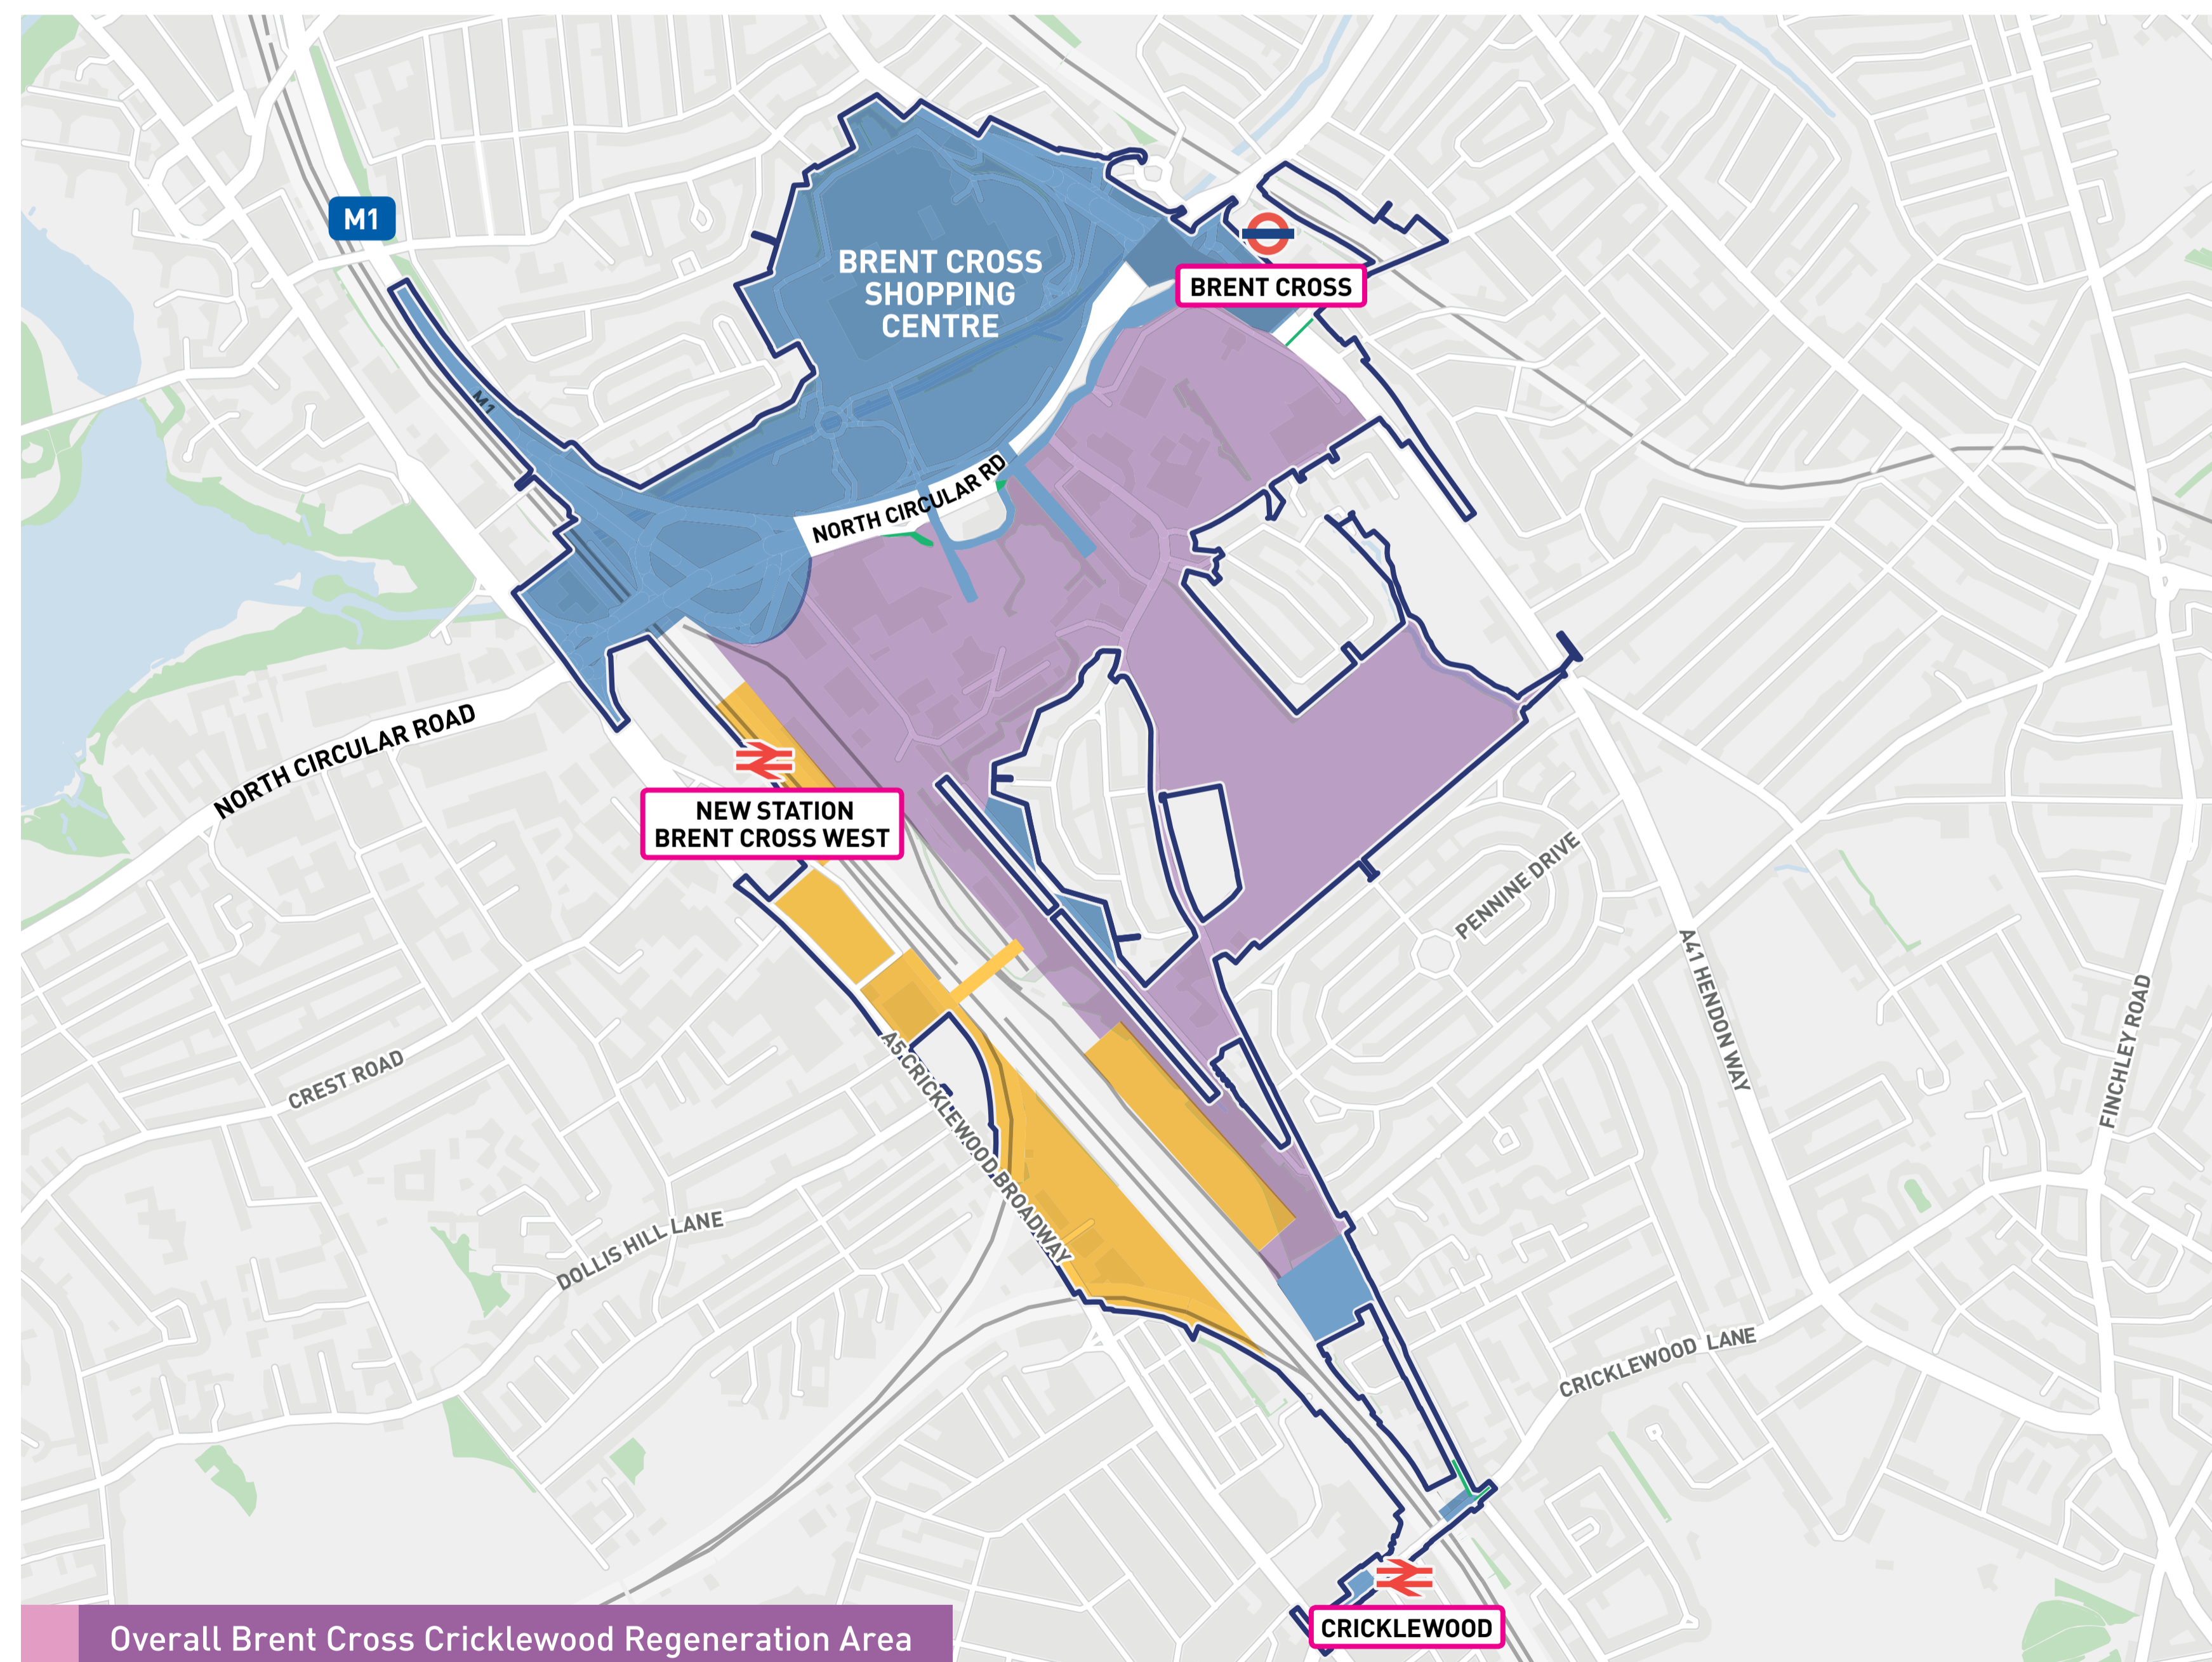 M1
BRENT CROSS
SHOPPING
CENTRE
BRENT CROSS
M1
NORTH CIRCULAR RD
NORTH CIRCULAR ROAD
NEW STATION
BRENT CROSS WEST
PENNINE DRIVE
A41 HENDON WAY
FINCHLEY ROAD
CREST ROAD
A5 CRICKLEWOOD BROADWAY
DOLLIS HILL LANE
CRICKLEWOOD LANE
CRICKLEWOOD
Overall Brent Cross Cricklewood Regeneration Area